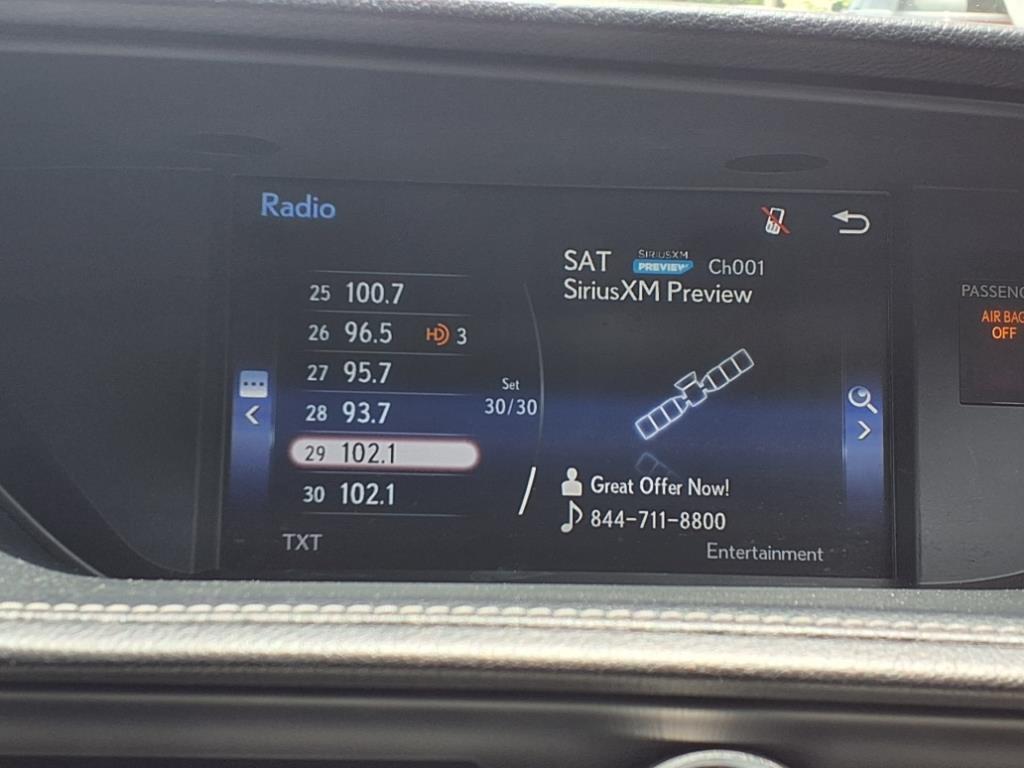 Radio
SAT SIRIUSXM PREVIEW Ch001
SiriusXM Preview
25 100.7
26 96.5 HD 3
27 95.7
28 93.7
29 102.1
30 102.1
Set
30/30
Great Offer Now!
844-711-8800
TXT
Entertainment
PASSENG
AIR BAG
OFF